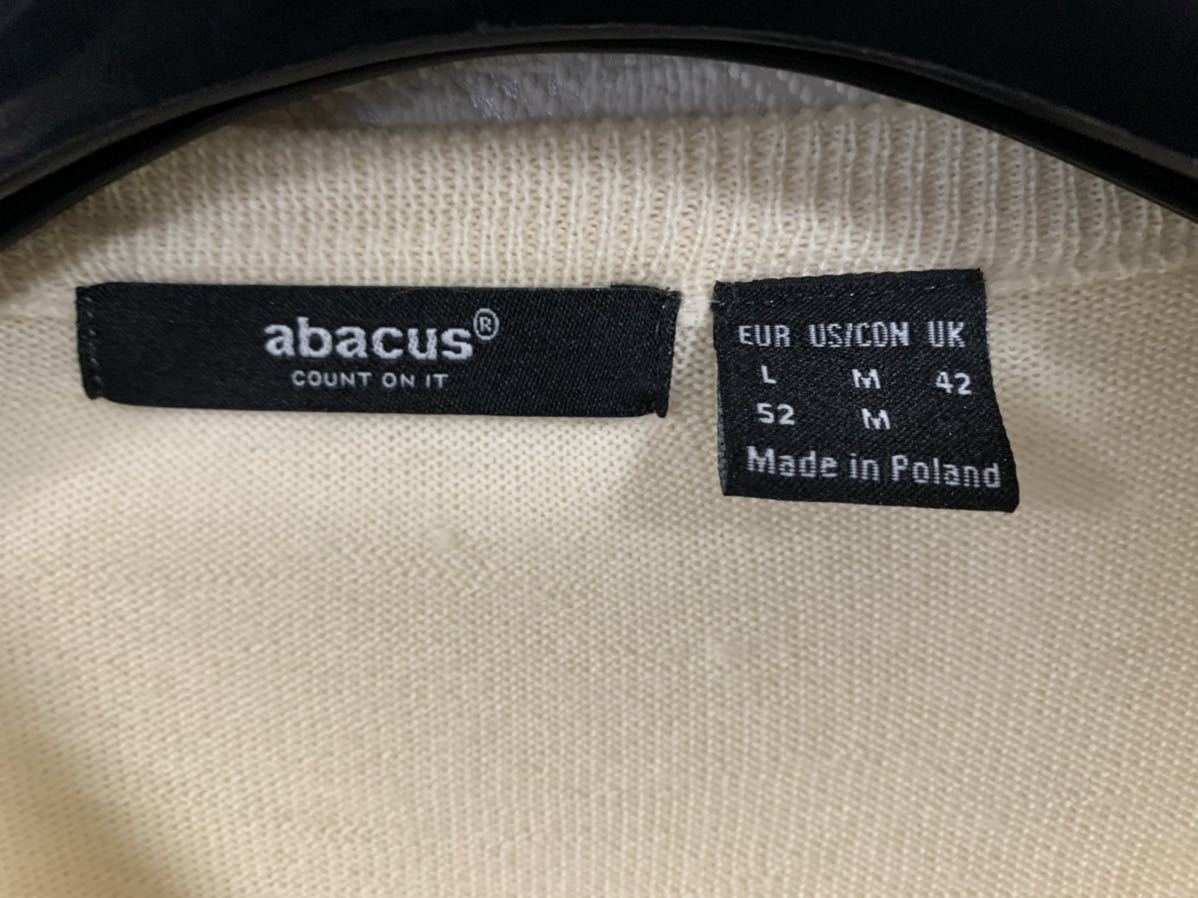 abacus®
COUNT ON IT
EUR US/CDN UK
L M 42
52 M
Made in Poland